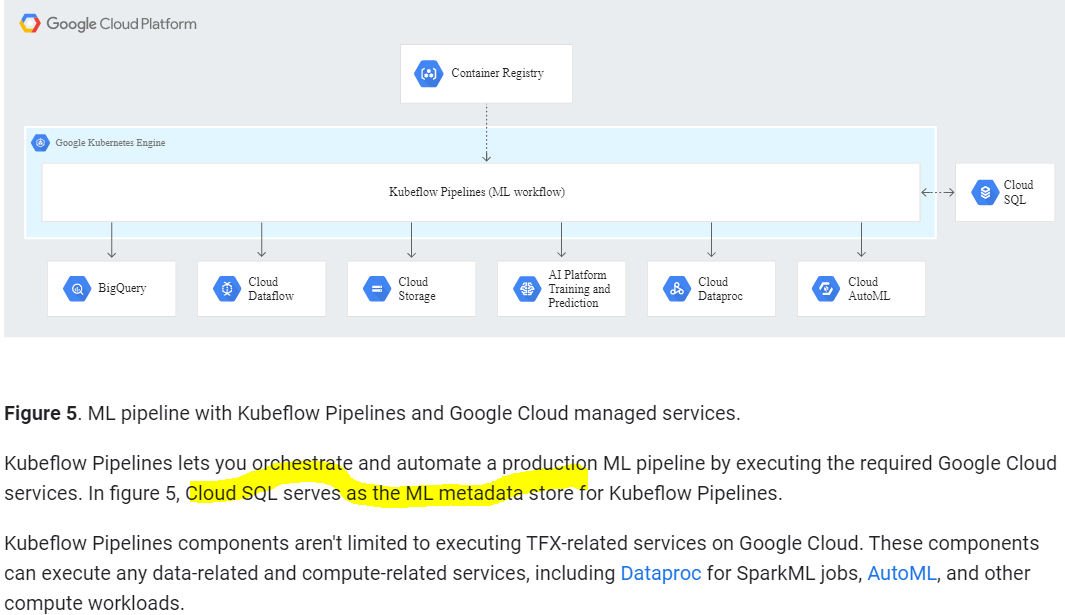 Google Cloud Platform
Container Registry
Google Kubernetes Engine
Kubeflow Pipelines (ML workflow)
Cloud
SQL
BigQuery
Cloud
Dataflow
Cloud
Storage
AI Platform
Training and
Prediction
Cloud
Dataproc
Cloud
AutoML
Figure 5. ML pipeline with Kubeflow Pipelines and Google Cloud managed services.
Kubeflow Pipelines lets you orchestrate and automate a production ML pipeline by executing the required Google Cloud
services. In figure 5, Cloud SQL serves as the ML metadata store for Kubeflow Pipelines.
Kubeflow Pipelines components aren't limited to executing TFX-related services on Google Cloud. These components
can execute any data-related and compute-related services, including Dataproc for SparkML jobs, AutoML, and other
compute workloads.